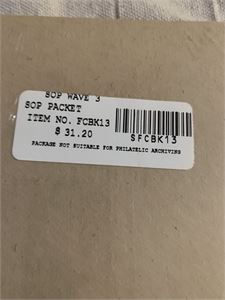 SOP WAVE 3
SOP PACKET
ITEM NO. FCBK13
$ 31.20
SFCBK13
PACKAGE NOT SUITABLE FOR PHILATELIC ARCHIVING